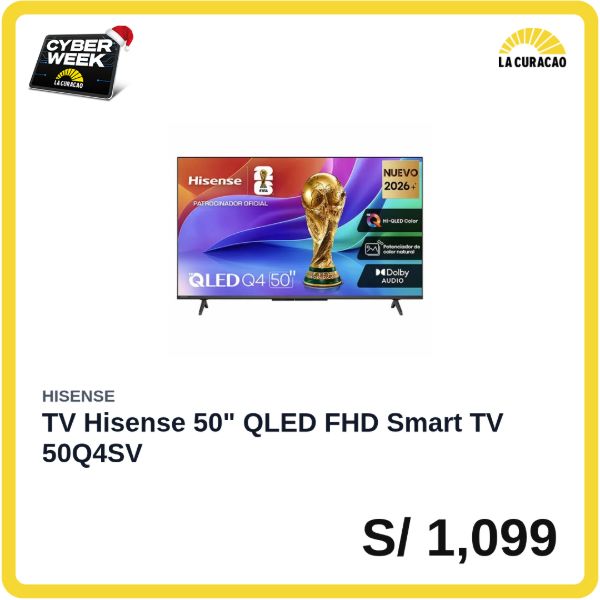 CYBER
WEEK
LA CURACAO
LA CURACAO
Hisense
FIFA
PATROCINADOR OFICIAL
NUEVO
2026+
Hi-QLED Color
Potenciador de
color natural
QLED Q4 50"
Dolby
AUDIO
HISENSE
TV Hisense 50" QLED FHD Smart TV
50Q4SV
S/ 1,099